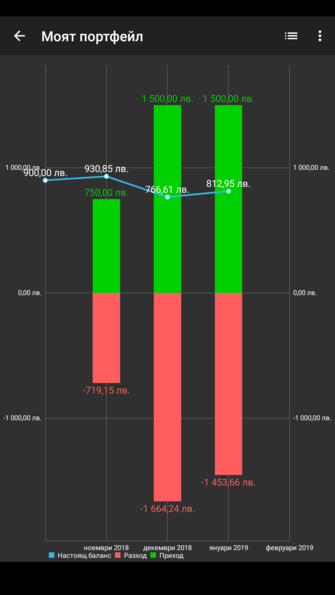 Моят портфейл
1 500,00 лв.
1 500,00 лв.
1 000,00 лв.
1 000,00 лв.
900,00 лв.
930,85 лв.
750,00 лв.
766,61 лв.
812,95 лв.
0,00 лв.
0,00 лв.
-719,15 лв.
-1 000,00 лв.
-1 000,00 лв.
-1 453,66 лв.
-1 664,24 лв.
ноември 2018 декември 2018 януари 2019 февруари 2019
Настоящ баланс Разход Приход